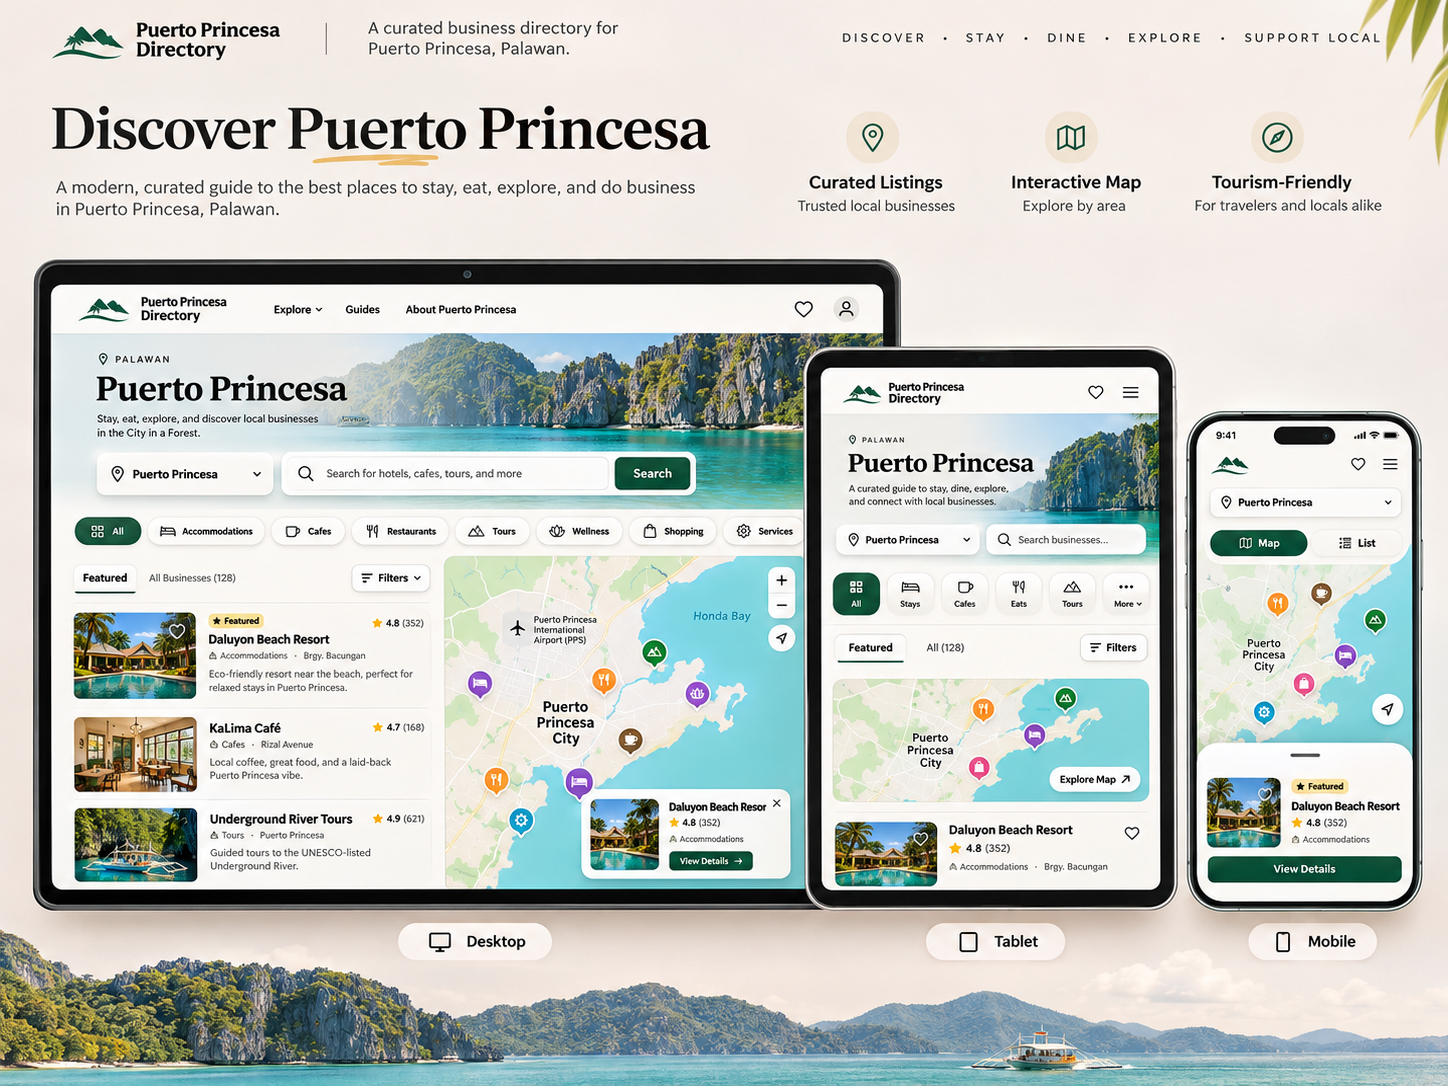 Puerto Princesa
Directory
A curated business directory for
Puerto Princesa, Palawan.
DISCOVER • STAY • DINE • EXPLORE • SUPPORT LOCAL
Discover Puerto Princesa
A modern, curated guide to the best places to stay, eat, explore, and do business
in Puerto Princesa, Palawan.
Curated Listings
Trusted local businesses
Interactive Map
Explore by area
Tourism-Friendly
For travelers and locals alike
Puerto Princesa
Directory
Explore
Guides
About Puerto Princesa
PALAWAN
Puerto Princesa
Stay, eat, explore, and discover local businesses
in the City in a Forest.
Puerto Princesa
Search for hotels, cafes, tours, and more
Search
All
Accommodations
Cafes
Restaurants
Tours
Wellness
Shopping
Services
Featured
All Businesses (128)
Filters
Featured
4.8 (352)
Daluyon Beach Resort
Accommodations · Brgy. Bacungan
Eco-friendly resort near the beach, perfect for
relaxed stays in Puerto Princesa.
KaLima Café
4.7 (168)
Cafes · Rizal Avenue
Local coffee, great food, and a laid-back
Puerto Princesa vibe.
Underground River Tours
4.9 (621)
Tours · Puerto Princesa
Guided tours to the UNESCO-listed
Underground River.
Puerto Princesa
International
Airport (PPS)
Honda Bay
Puerto
Princesa
City
Daluyon Beach Resor
4.8 (352)
Accommodations
View Details
Puerto Princesa
Directory
PALAWAN
Puerto Princesa
A curated guide to stay, dine, explore,
and connect with local businesses.
Puerto Princesa
Search businesses...
All
Stays
Cafes
Eats
Tours
More
Featured
All (128)
Filters
Puerto
Princesa
City
Explore Map
Daluyon Beach Resort
4.8 (352)
Accommodations · Brgy. Bacungan
9:41
Puerto Princesa
Map
List
Puerto
Princesa
City
Featured
Daluyon Beach Resort
4.8 (352)
Accommodations
View Details
Desktop
Tablet
Mobile